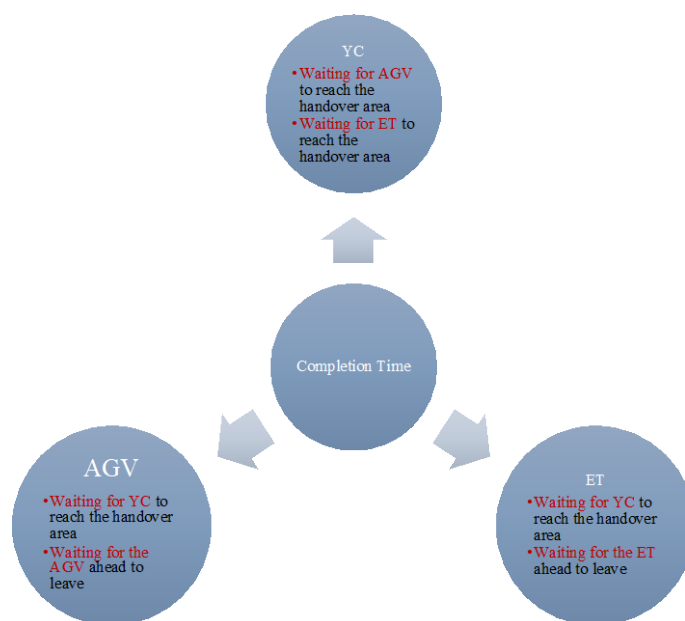 YC
•Waiting for AGV
to reach the
handover area
•Waiting for ET to
reach the
handover area
Completion Time
AGV
•Waiting for YC to
reach the handover
area
•Waiting for the
AGV ahead to
leave
ET
•Waiting for YC to
reach the handover
area
•Waiting for the ET
ahead to leave